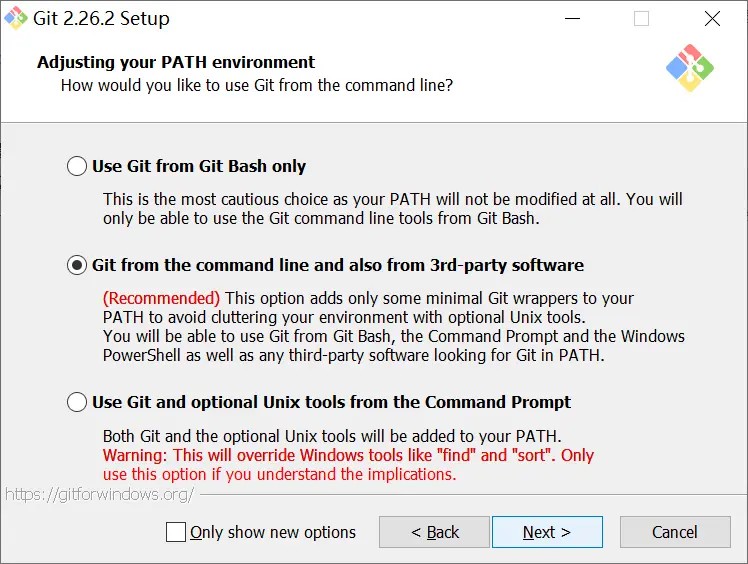 Git 2.26.2 Setup
Adjusting your PATH environment
How would you like to use Git from the command line?
Use Git from Git Bash only
This is the most cautious choice as your PATH will not be modified at all. You will
only be able to use the Git command line tools from Git Bash.
Git from the command line and also from 3rd-party software
(Recommended) This option adds only some minimal Git wrappers to your
PATH to avoid cluttering your environment with optional Unix tools.
You will be able to use Git from Git Bash, the Command Prompt and the Windows
PowerShell as well as any third-party software looking for Git in PATH.
Use Git and optional Unix tools from the Command Prompt
Both Git and the optional Unix tools will be added to your PATH.
Warning: This will override Windows tools like "find" and "sort". Only
use this option if you understand the implications.
https://gitforwindows.org/
Only show new options
< Back
Next >
Cancel